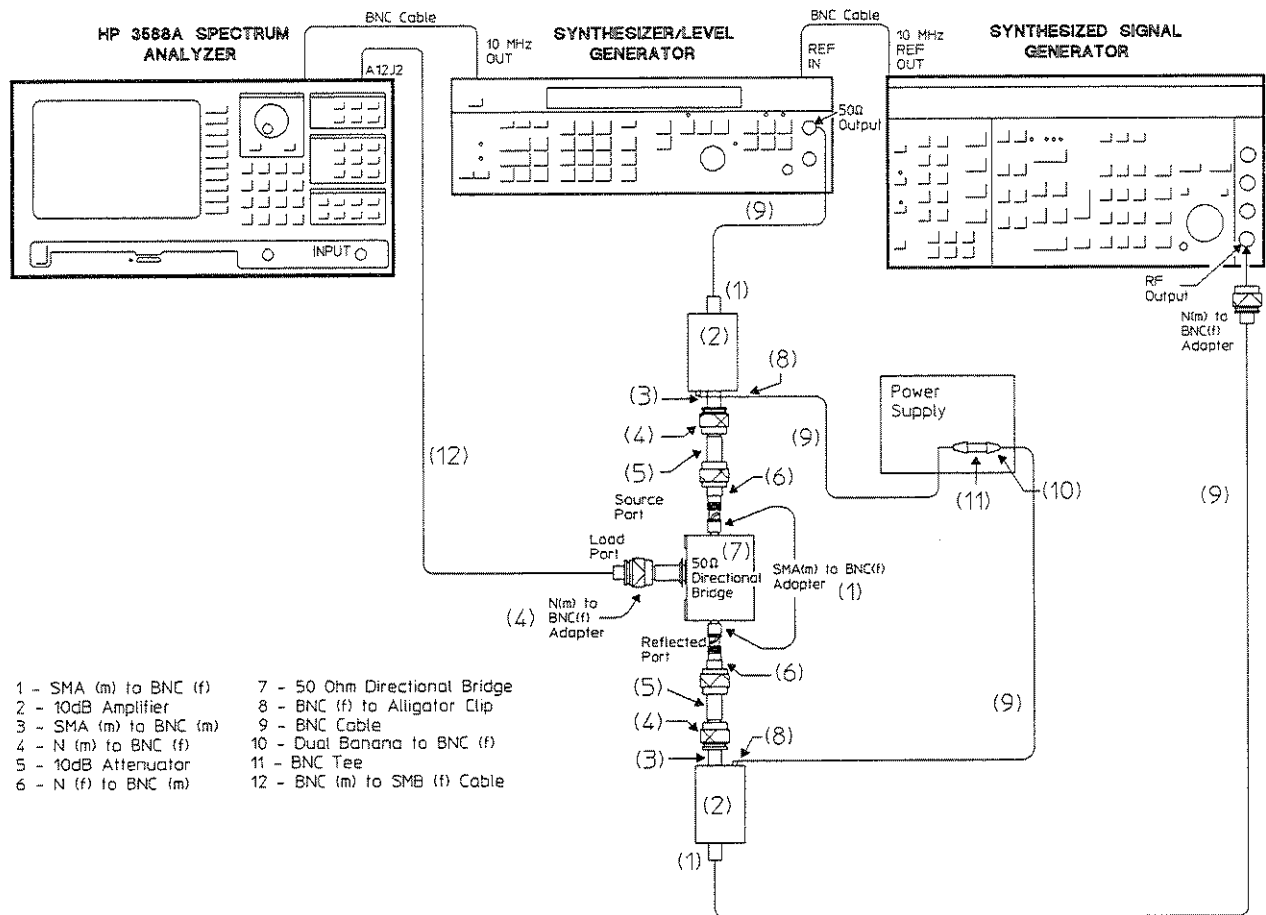 BNC Cable
BNC Cable
HP 3588A SPECTRUM
ANALYZER
SYNTHESIZER/LEVEL
GENERATOR
SYNTHESIZED SIGNAL
GENERATOR
10 MHz
OUT
REF
IN
10 MHz
REF
OUT
A12J2
50Ω
Output
INPUT
(9)
RF
Output
N(m) to
BNC(f)
Adapter
(1)
(2)
(8)
(3)
(4)
(9)
Power
Supply
(12)
(5)
(6)
(11)
(10)
(9)
Source
Port
Load
Port
(7)
50Ω
Directional
Bridge
SMA(m) to BNC(f)
Adapter
(1)
(4)
N(m) to
BNC(f)
Adapter
Reflected
Port
(6)
(5)
(4)
(9)
(8)
(3)
(2)
(1)
1 - SMA (m) to BNC (f)
2 - 10dB Amplifier
3 - SMA (m) to BNC (m)
4 - N (m) to BNC (f)
5 - 10dB Attenuator
6 - N (f) to BNC (m)
7 - 50 Ohm Directional Bridge
8 - BNC (f) to Alligator Clip
9 - BNC Cable
10 - Dual Banana to BNC (f)
11 - BNC Tee
12 - BNC (m) to SMB (f) Cable